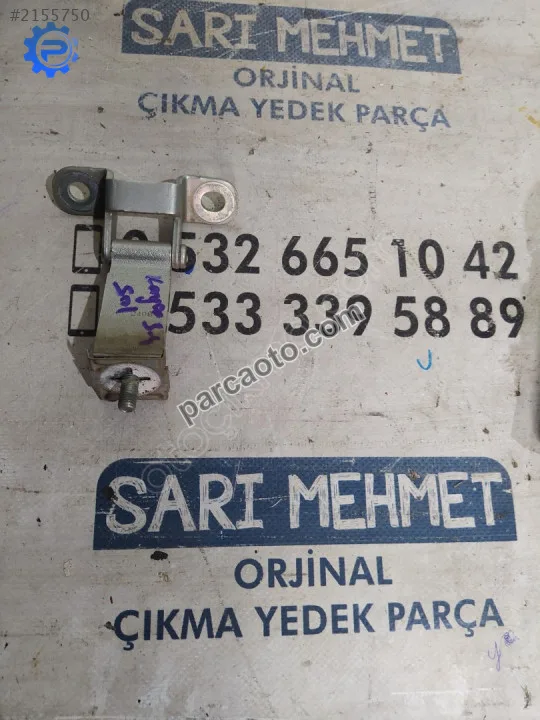 #2155750
SARI MEHMET
ORJİNAL
ÇIKMA YEDEK PARÇA
532 665 10 42
533 339 58 89
Sol
parcaoto.com
SARI MEHMET
ORJİNAL
ÇIKMA YEDEK PARÇA